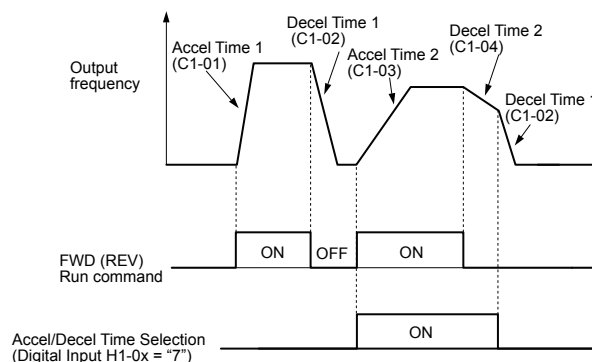 Output
frequency
Accel Time 1
(C1-01)
Decel Time 1
(C1-02)
Accel Time 2
(C1-03)
Decel Time 2
(C1-04)
Decel Time 1
(C1-02)
FWD (REV)
Run command
ON
OFF
ON
Accel/Decel Time Selection
(Digital Input H1-0x = “7”)
ON